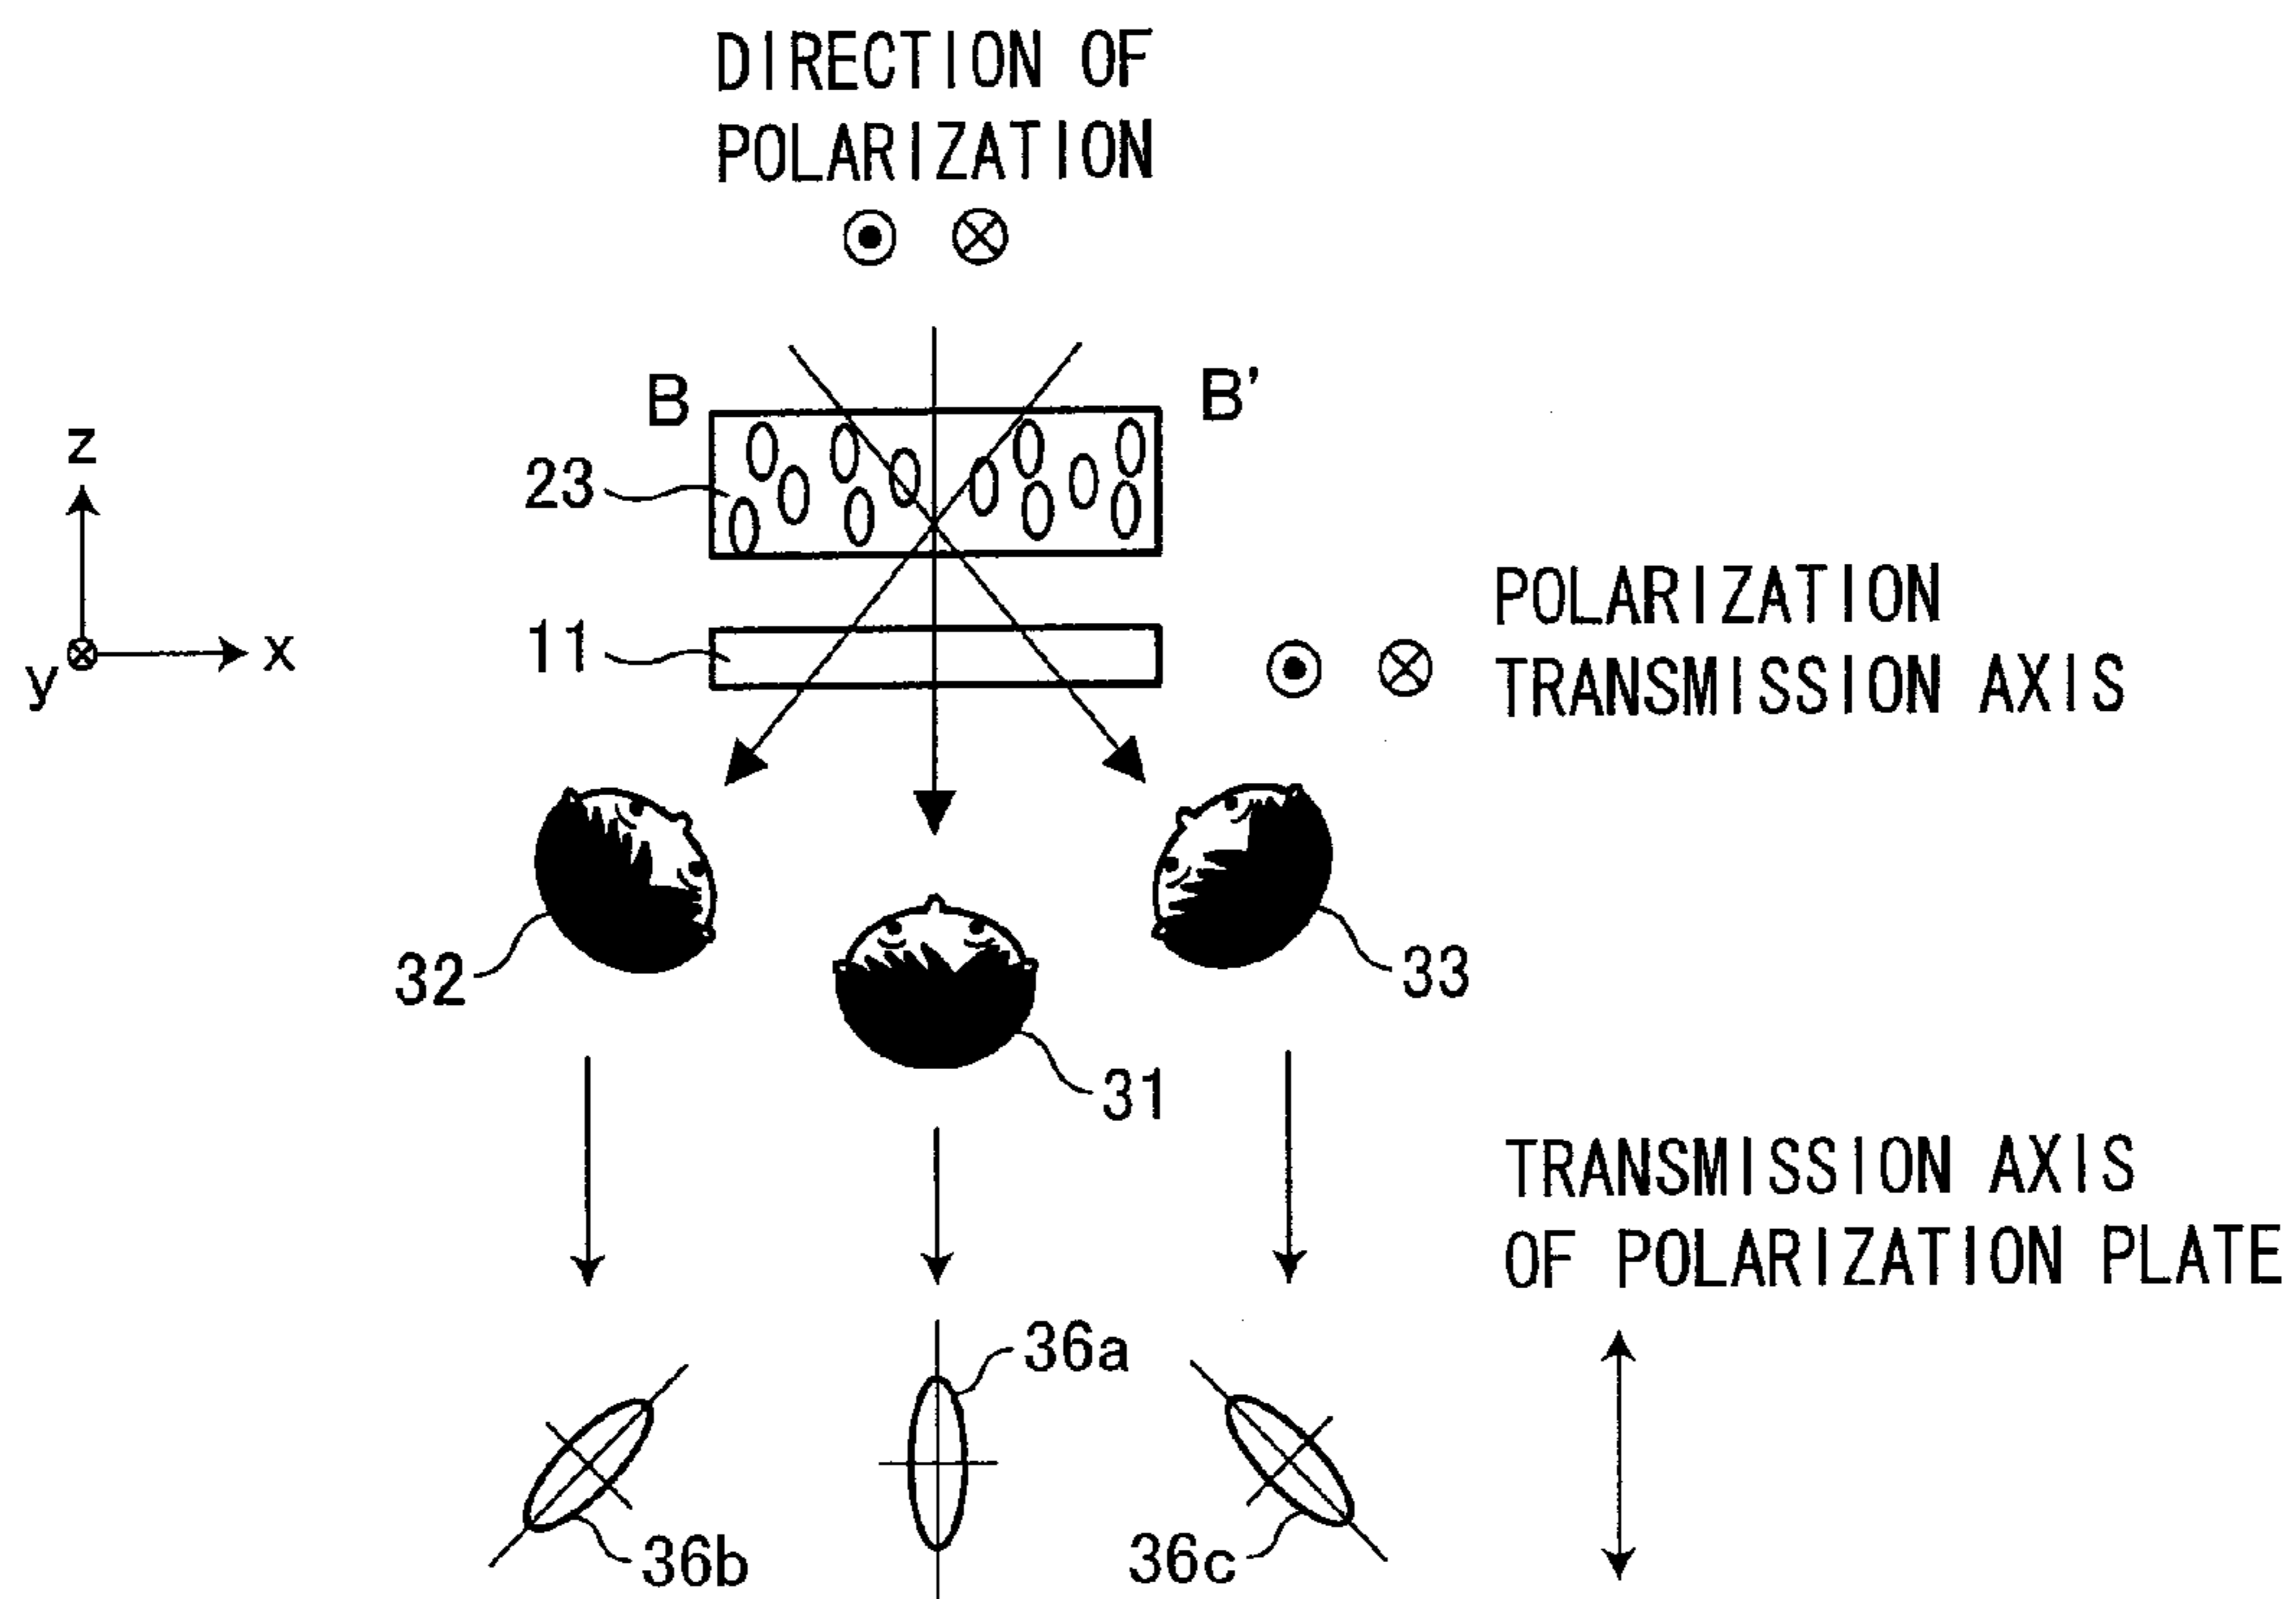 DIRECTION OF
POLARIZATION
B
B'
z
23
x
y
11
POLARIZATION
TRANSMISSION AXIS
32
33
31
TRANSMISSION AXIS
OF POLARIZATION PLATE
36a
36b
36c